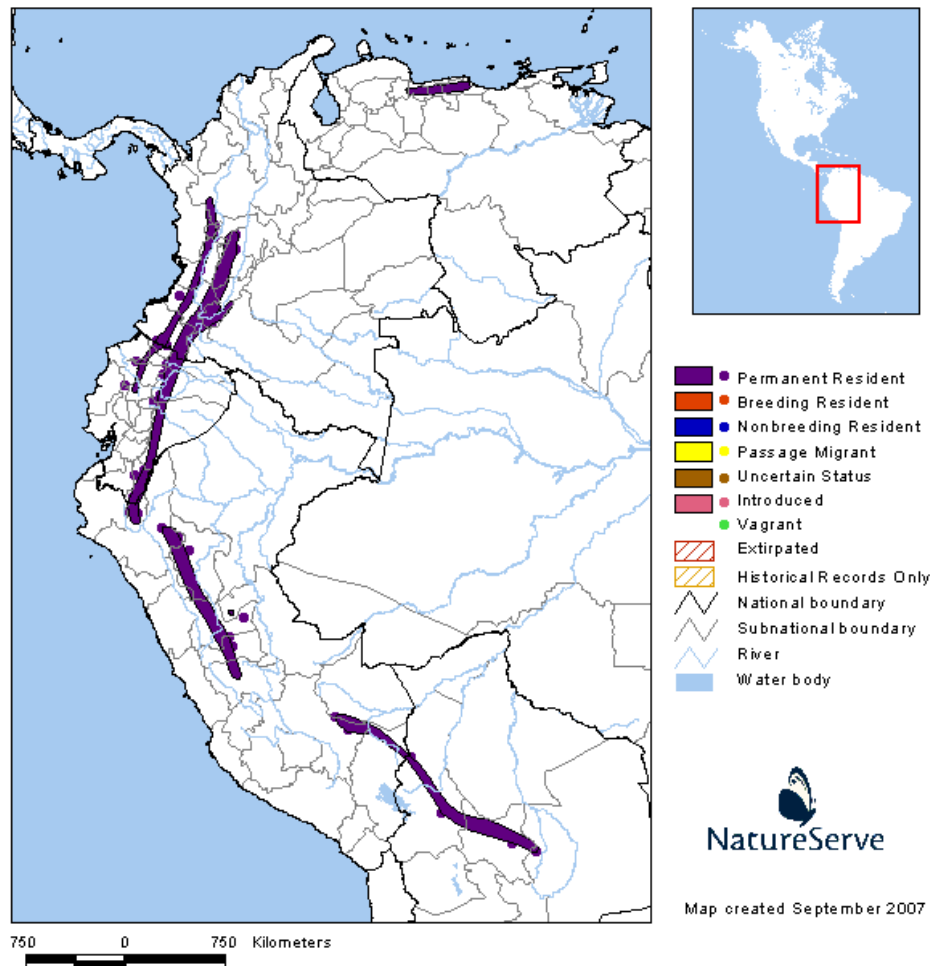 Permanent Resident
Breeding Resident
Nonbreeding Resident
Passage Migrant
Uncertain Status
Introduced
Vagrant
Extirpated
Historical Records Only
National boundary
Subnational boundary
River
Water body
NatureServe
Map created September 2007
750 0 750 Kilometers